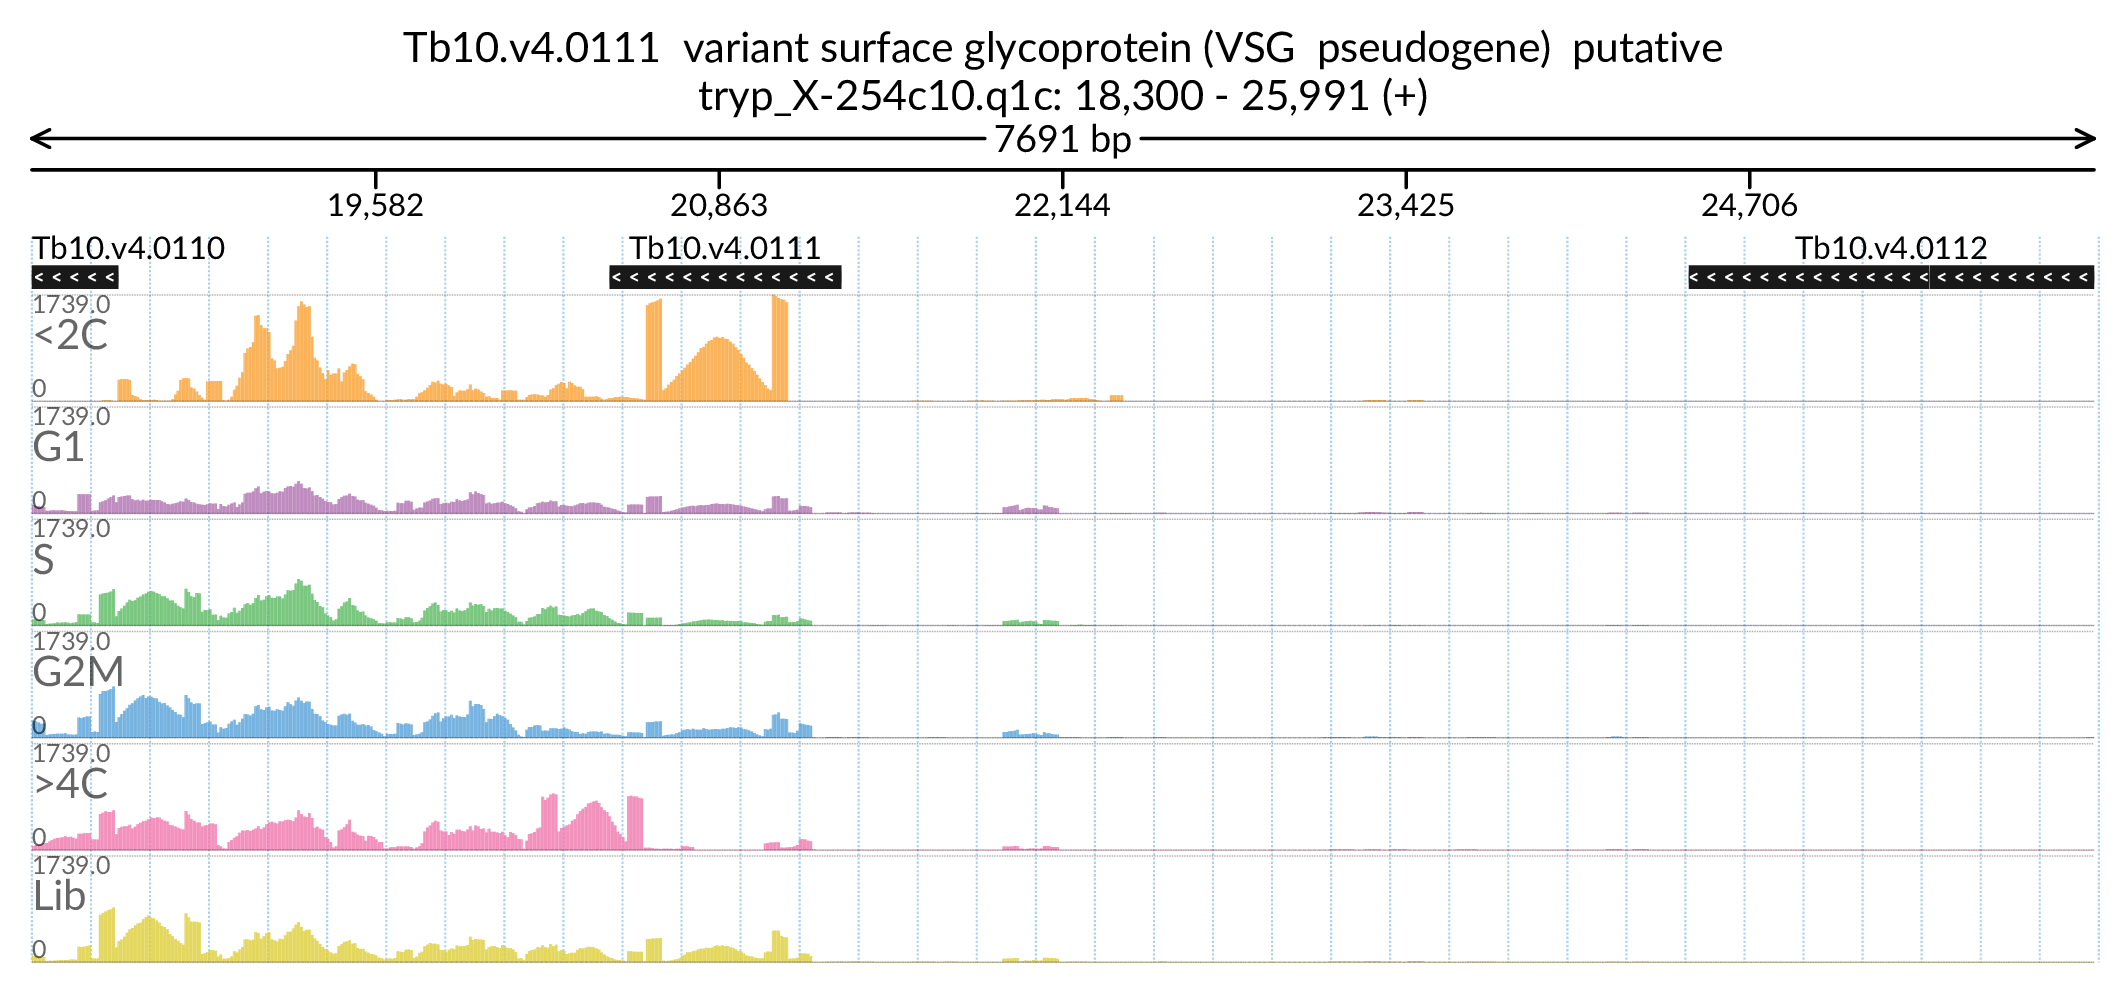 Tb10.v4.0111 variant surface glycoprotein (VSG pseudogene) putative
tryp_X-254c10.q1c: 18,300 - 25,991 (+)
7691 bp
19,582 20,863 22,144 23,425 24,706
Tb10.v4.0110 Tb10.v4.0111 Tb10.v4.0112
1739.0
<2C
0
1739.0
G1
0
1739.0
S
0
1739.0
G2M
0
1739.0
>4C
0
1739.0
Lib
0